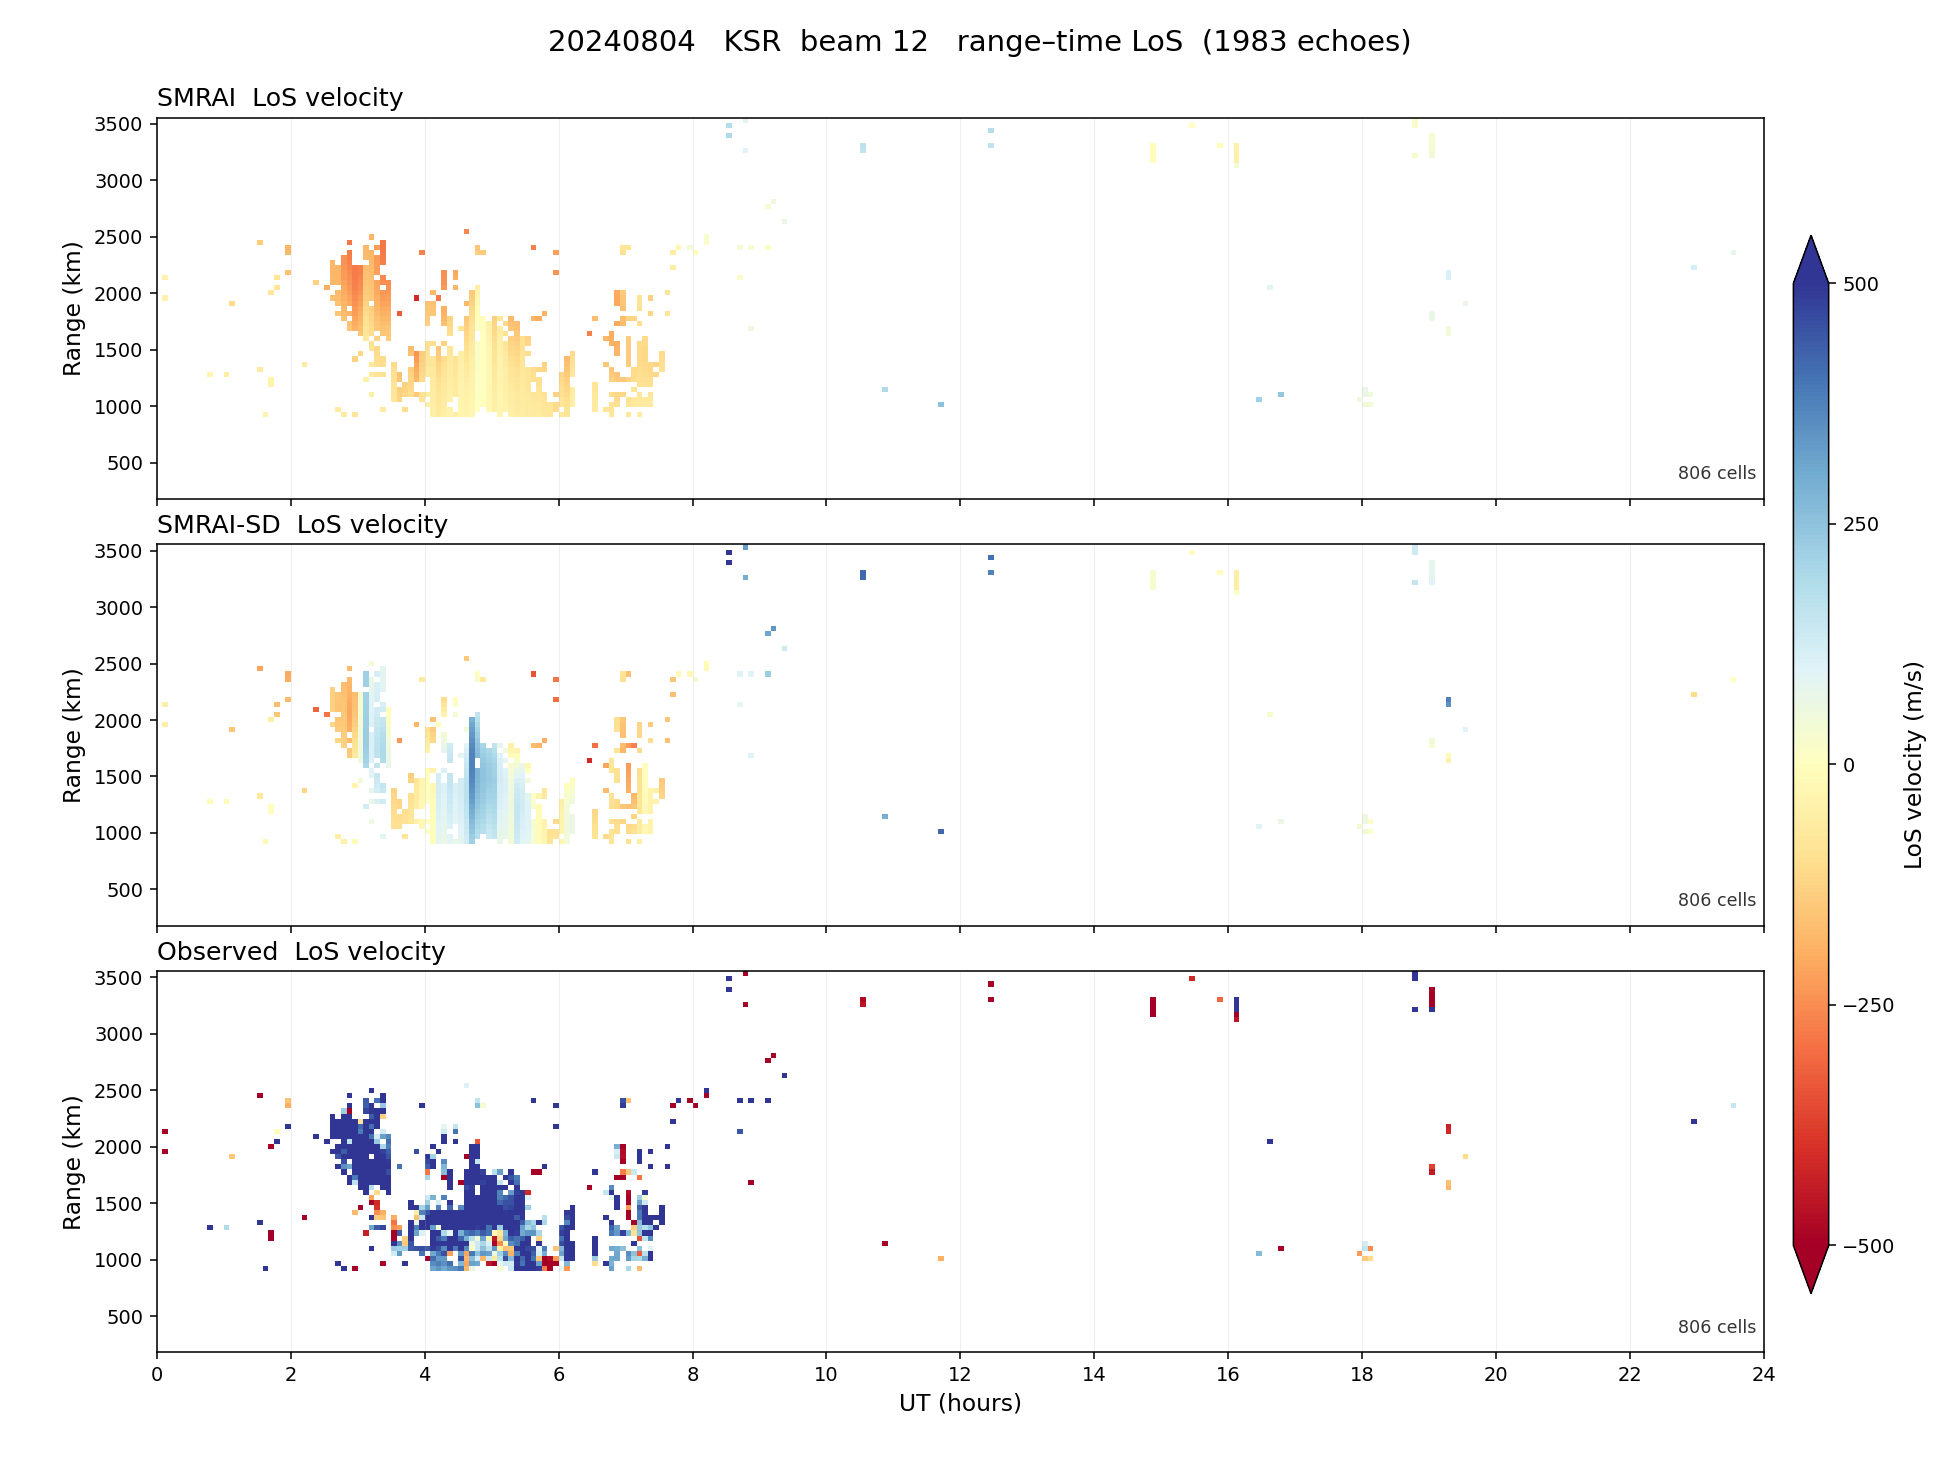 20240804   KSR  beam 12   range–time LoS  (1983 echoes)
SMRAI  LoS velocity
3500
3000
2500
2000
1500
1000
500
Range (km)
806 cells
SMRAI-SD  LoS velocity
3500
3000
2500
2000
1500
1000
500
Range (km)
806 cells
Observed  LoS velocity
3500
3000
2500
2000
1500
1000
500
Range (km)
806 cells
0 2 4 6 8 10 12 14 16 18 20 22 24
UT (hours)
500
250
0
−250
−500
LoS velocity (m/s)